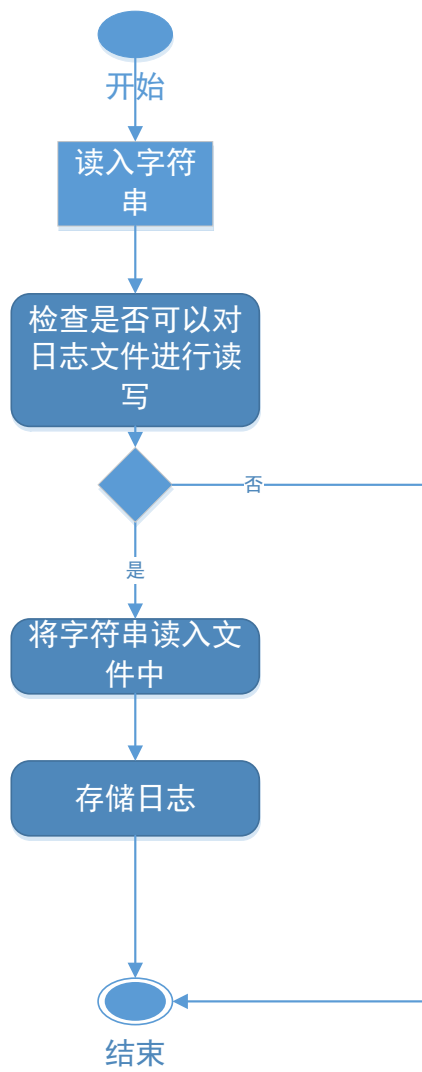 开始
读入字符
串
检查是否可以对
日志文件进行读
写
否
是
将字符串读入文
件中
存储日志
结束